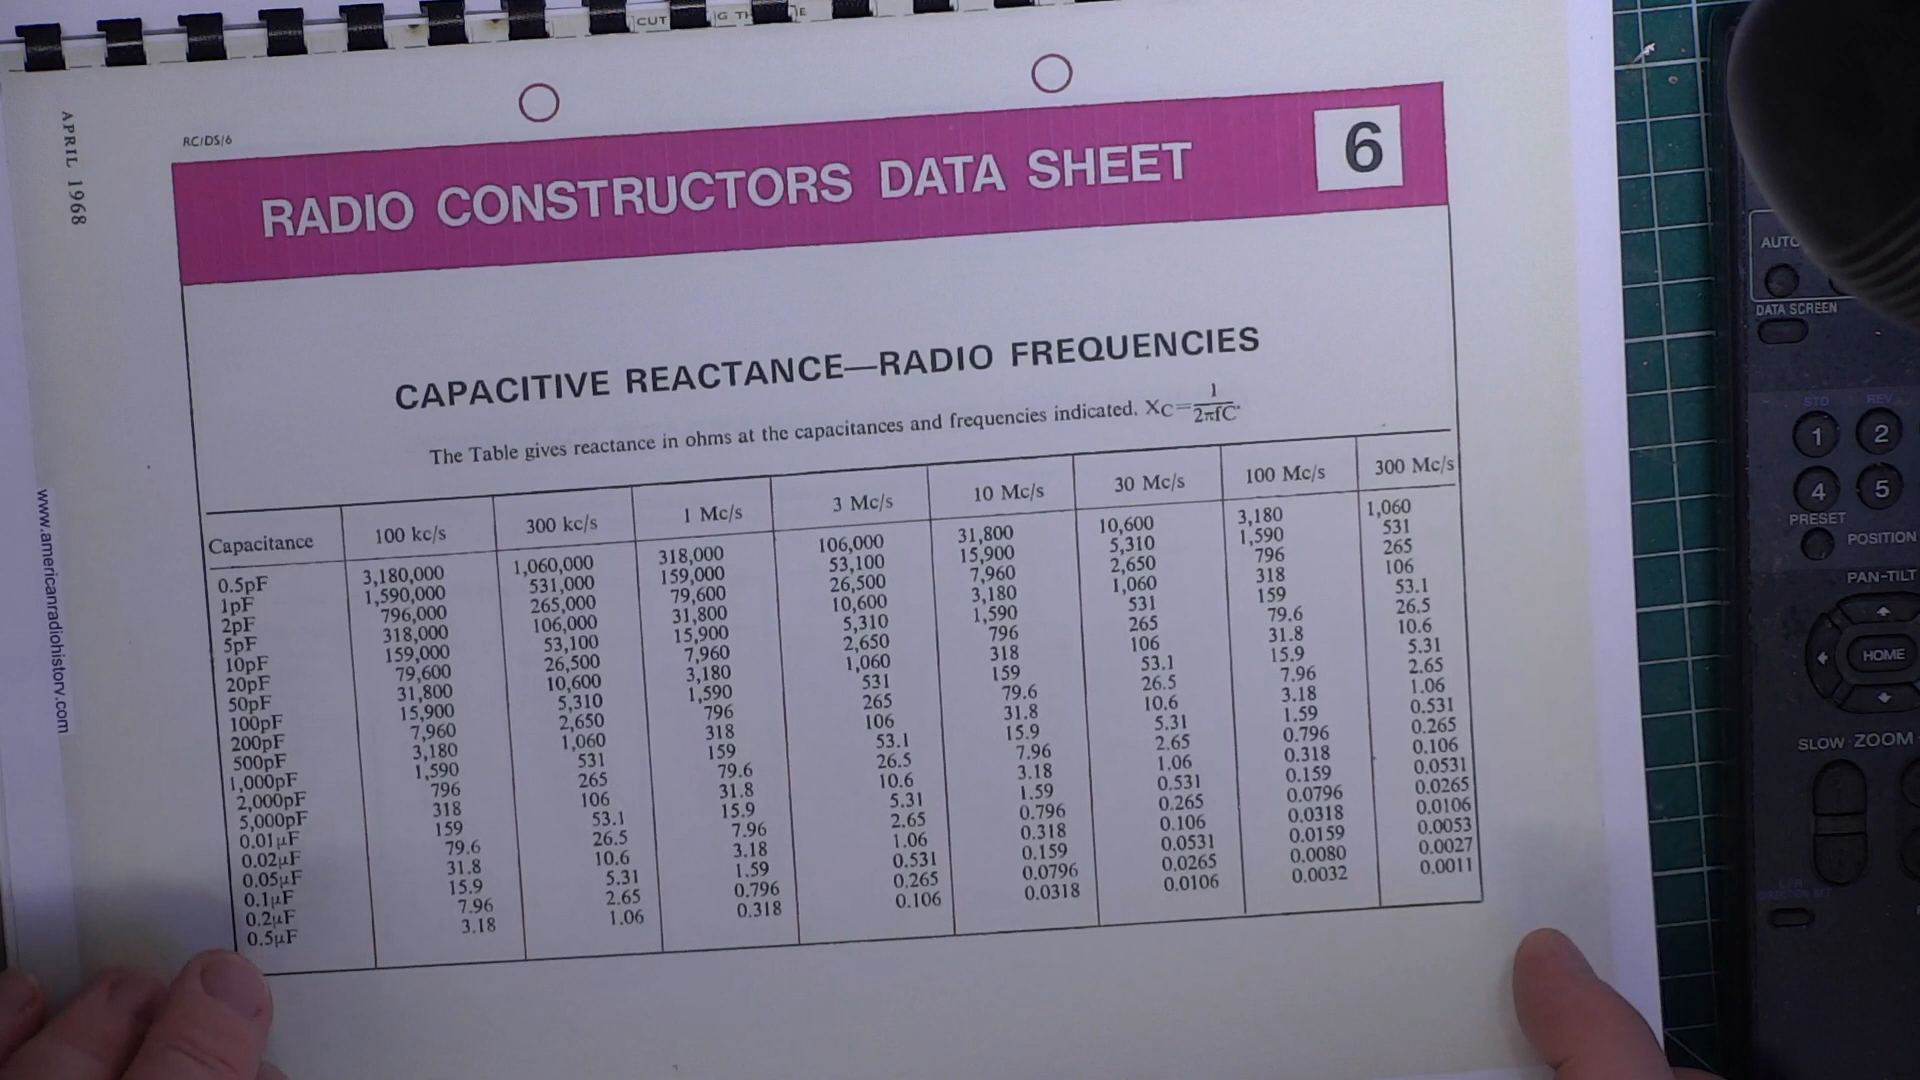 CUT
G TH
E
APRIL 1968
RC/DS/6
RADIO CONSTRUCTORS DATA SHEET
6
CAPACITIVE REACTANCE—RADIO FREQUENCIES
The Table gives reactance in ohms at the capacitances and frequencies indicated. XC=1/2πfC.
Capacitance 100 kc/s 300 kc/s 1 Mc/s 3 Mc/s 10 Mc/s 30 Mc/s 100 Mc/s 300 Mc/s
0.5pF 3,180,000 1,060,000 318,000 106,000 31,800 10,600 3,180 1,060
1pF 1,590,000 531,000 159,000 53,100 15,900 5,310 1,590 531
2pF 796,000 265,000 79,600 26,500 7,960 2,650 796 265
5pF 318,000 106,000 31,800 10,600 3,180 1,060 318 106
10pF 159,000 53,100 15,900 5,310 1,590 531 159 53.1
20pF 79,600 26,500 7,960 2,650 796 265 79.6 26.5
50pF 31,800 10,600 3,180 1,060 318 106 31.8 10.6
100pF 15,900 5,310 1,590 531 159 53.1 15.9 5.31
200pF 7,960 2,650 796 265 79.6 26.5 7.96 2.65
500pF 3,180 1,060 318 106 31.8 10.6 3.18 1.06
1,000pF 1,590 531 159 53.1 15.9 5.31 1.59 0.531
2,000pF 796 265 79.6 26.5 7.96 2.65 0.796 0.265
5,000pF 318 106 31.8 10.6 3.18 1.06 0.318 0.106
0.01μF 159 53.1 15.9 5.31 1.59 0.531 0.159 0.0531
0.02μF 79.6 26.5 7.96 2.65 0.796 0.265 0.0796 0.0265
0.05μF 31.8 10.6 3.18 1.06 0.318 0.106 0.0318 0.0106
0.1μF 15.9 5.31 1.59 0.531 0.159 0.0531 0.0159 0.0053
0.2μF 7.96 2.65 0.796 0.265 0.0796 0.0265 0.0080 0.0027
0.5μF 3.18 1.06 0.318 0.106 0.0318 0.0106 0.0032 0.0011
www.americanradiohistory.com
AUTO
DATA SCREEN
STD REV
1 2
4 5
PRESET
POSITION
PAN-TILT
HOME
SLOW ZOOM